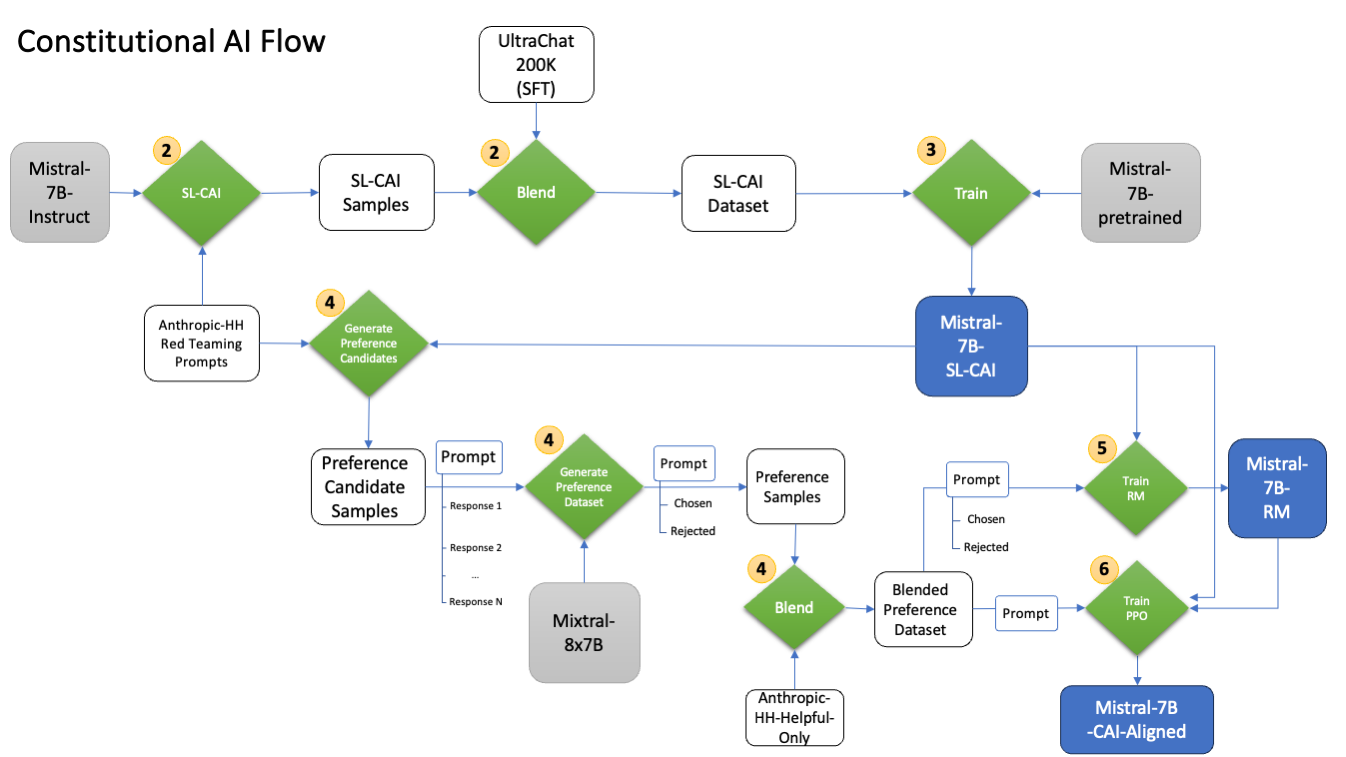 Constitutional AI Flow
UltraChat
200K
(SFT)
2
2
3
Mistral-
7B-
Instruct
SL-CAI
SL-CAI
Samples
Blend
SL-CAI
Dataset
Train
Mistral-
7B-
pretrained
4
Anthropic-HH
Red Teaming
Prompts
Generate
Preference
Candidates
Mistral-
7B-
SL-CAI
Preference
Candidate
Samples
Prompt
Response 1
Response 2
...
Response N
4
Generate
Preference
Dataset
Prompt
Chosen
Rejected
Preference
Samples
Mixtral-
8x7B
4
Blend
Anthropic-
HH-Helpful-
Only
Blended
Preference
Dataset
Prompt
Chosen
Rejected
5
Train
RM
Mistral-
7B-
RM
Prompt
6
Train
PPO
Mistral-7B
-CAI-Aligned